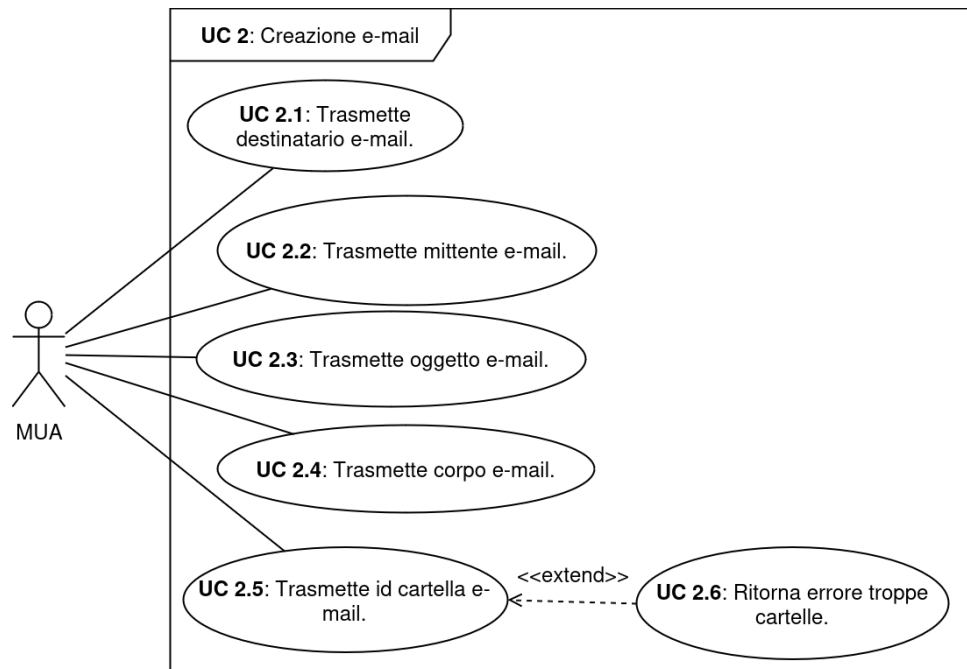 UC 2: Creazione e-mail
UC 2.1: Trasmette
destinatario e-mail.
UC 2.2: Trasmette mittente e-mail.
UC 2.3: Trasmette oggetto e-mail.
MUA
UC 2.4: Trasmette corpo e-mail.
UC 2.5: Trasmette id cartella e-
mail.
<<extend>>
UC 2.6: Ritorna errore troppe
cartelle.